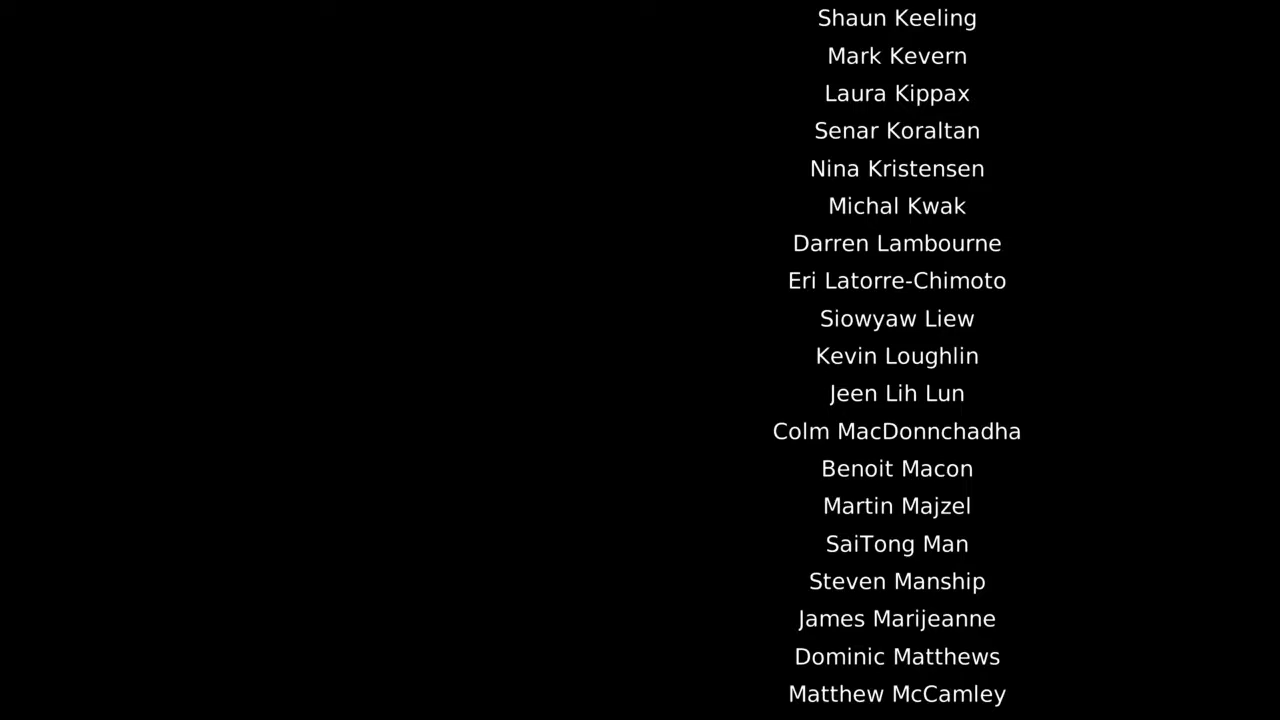 Shaun Keeling
Mark Kevern
Laura Kippax
Senar Koraltan
Nina Kristensen
Michal Kwak
Darren Lambourne
Eri Latorre-Chimoto
Siowyaw Liew
Kevin Loughlin
Jeen Lih Lun
Colm MacDonnchadha
Benoit Macon
Martin Majzel
SaiTong Man
Steven Manship
James Marijeanne
Dominic Matthews
Matthew McCamley